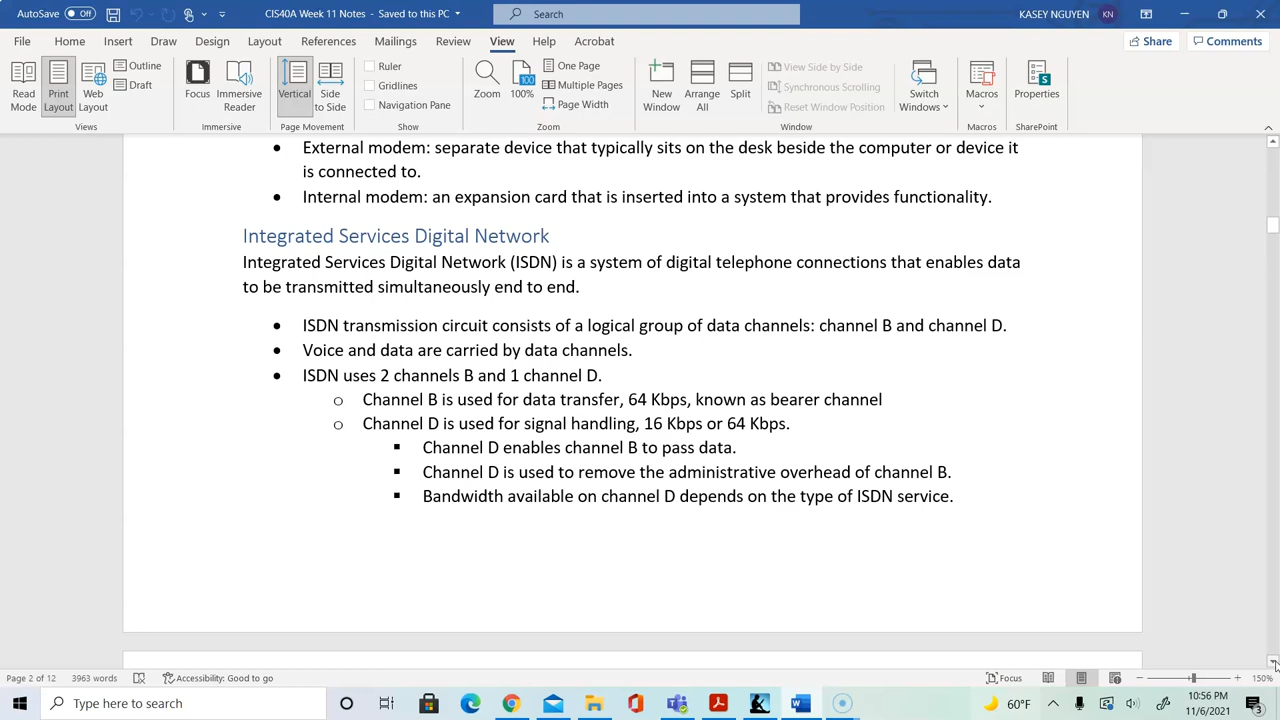 AutoSave Off CIS40A Week 11 Notes - Saved to this PC Search KASEY NGUYEN KN
File Home Insert Draw Design Layout References Mailings Review View Help Acrobat Share Comments
Read Mode
Print Layout
Web Layout
Outline
Draft
Views
Focus
Immersive Reader
Immersive
Vertical
Side to Side
Page Movement
Ruler
Gridlines
Navigation Pane
Show
Zoom
100
100%
One Page
Multiple Pages
Page Width
Zoom
New Window
Arrange All
Split
View Side by Side
Synchronous Scrolling
Reset Window Position
Switch Windows
Window
Macros
Macros
Properties
SharePoint
• External modem: separate device that typically sits on the desk beside the computer or device it
is connected to.
• Internal modem: an expansion card that is inserted into a system that provides functionality.
Integrated Services Digital Network
Integrated Services Digital Network (ISDN) is a system of digital telephone connections that enables data
to be transmitted simultaneously end to end.
• ISDN transmission circuit consists of a logical group of data channels: channel B and channel D.
• Voice and data are carried by data channels.
• ISDN uses 2 channels B and 1 channel D.
o Channel B is used for data transfer, 64 Kbps, known as bearer channel
o Channel D is used for signal handling, 16 Kbps or 64 Kbps.
▪ Channel D enables channel B to pass data.
▪ Channel D is used to remove the administrative overhead of channel B.
▪ Bandwidth available on channel D depends on the type of ISDN service.
Page 2 of 12 3963 words Accessibility: Good to go Focus 150%
Type here to search 60°F 10:56 PM
11/6/2021 3